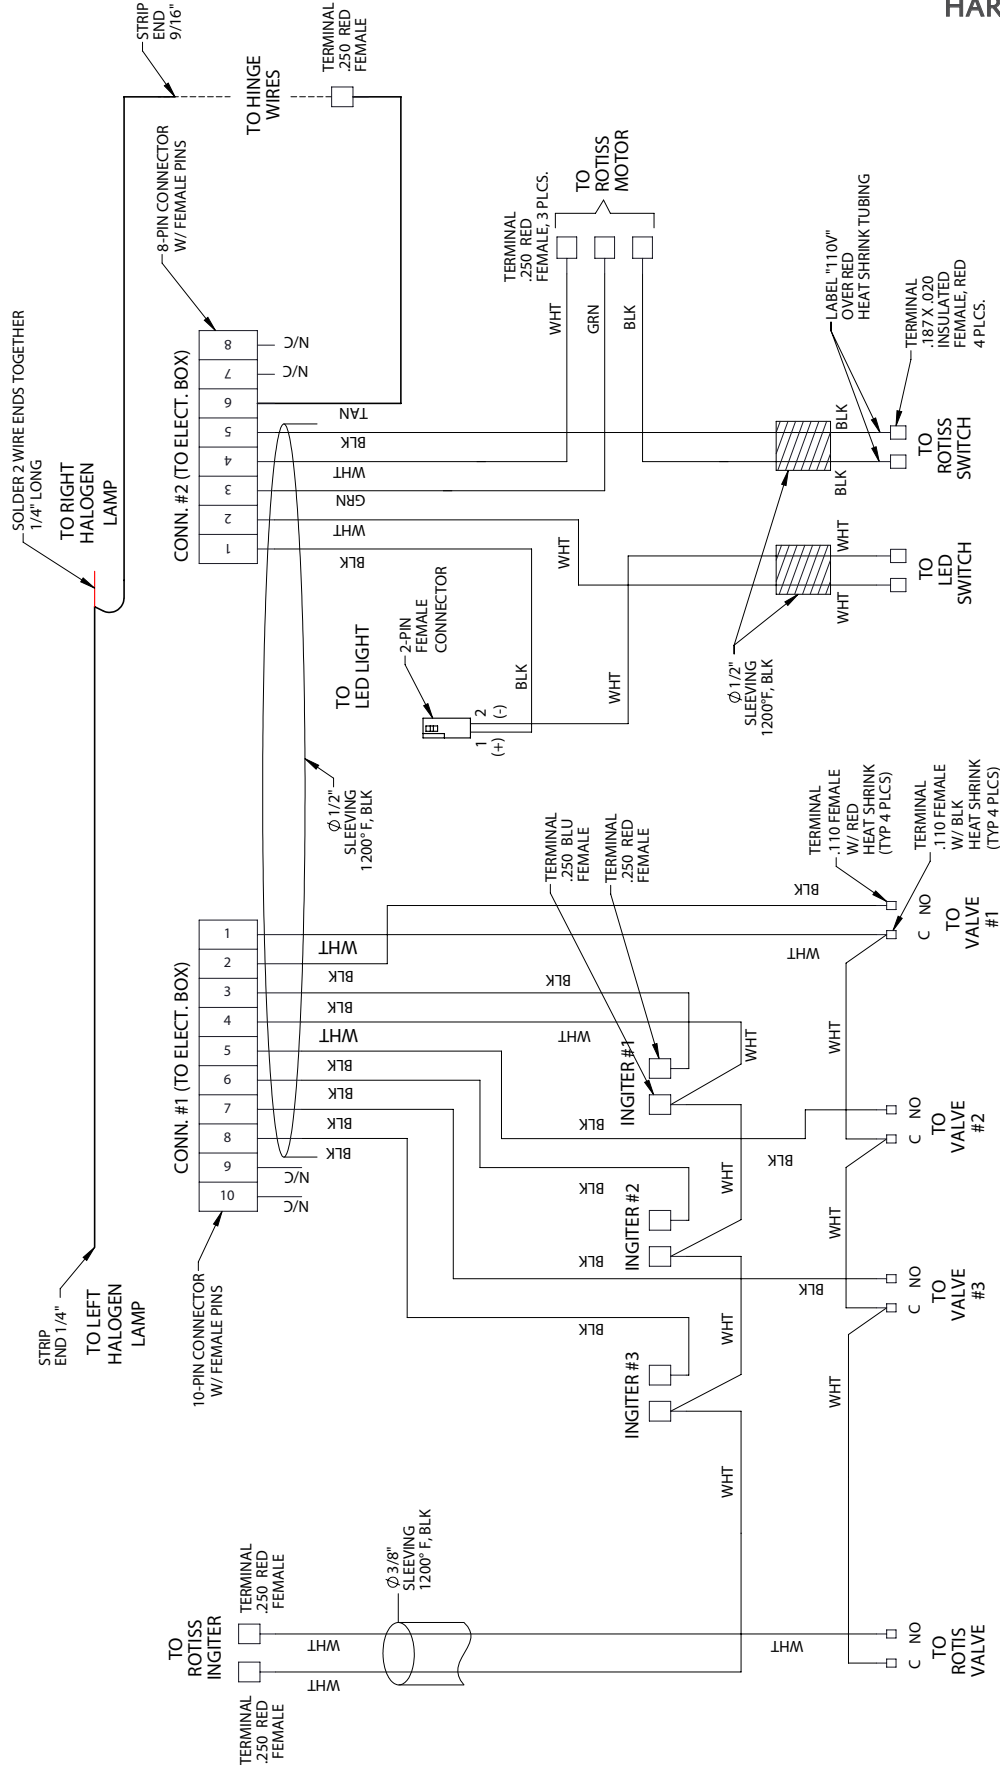 HAR
STRIP
END
9/16"
TERMINAL
.250 RED
FEMALE
TO HINGE
WIRES
8-PIN CONNECTOR
W/ FEMALE PINS
SOLDER 2 WIRE ENDS TOGETHER
1/4" LONG
TO RIGHT
HALOGEN
LAMP
CONN. #2 (TO ELECT. BOX)
8
7
6
5
4
3
2
1
N/C
N/C
TAN
BLK
WHT
GRN
WHT
BLK
TERMINAL
.250 RED
FEMALE, 3 PLCS.
TO
ROTISS
MOTOR
WHT
GRN
BLK
LABEL "110V"
OVER RED
HEAT SHRINK TUBING
TERMINAL
.187 X .020
INSULATED
FEMALE, RED
4 PLCS.
BLK
BLK
TO
ROTISS
SWITCH
WHT
WHT
WHT
TO
LED
SWITCH
Ø 1/2"
SLEEVING
1200°F, BLK
TO
LED LIGHT
2-PIN
FEMALE
CONNECTOR
2
(-)
1
(+)
BLK
WHT
Ø 1/2"
SLEEVING
1200° F, BLK
STRIP
END 1/4"
TO LEFT
HALOGEN
LAMP
10-PIN CONNECTOR
W/ FEMALE PINS
CONN. #1 (TO ELECT. BOX)
1
2
3
4
5
6
7
8
9
10
WHT
BLK
BLK
WHT
BLK
BLK
BLK
BLK
N/C
N/C
TERMINAL
.250 BLU
FEMALE
TERMINAL
.250 RED
FEMALE
BLK
WHT
BLK
WHT
TERMINAL
.110 FEMALE
W/ RED
HEAT SHRINK
(TYP 4 PLCS)
TERMINAL
.110 FEMALE
W/ BLK
HEAT SHRINK
(TYP 4 PLCS)
C NO
TO
VALVE
#1
INGITER #1
WHT
BLK
WHT
BLK
C NO
TO
VALVE
#2
INGITER #2
BLK
WHT
BLK
WHT
BLK
C NO
TO
VALVE
#3
INGITER #3
BLK
WHT
WHT
WHT
TO
ROTISS
INGITER
TERMINAL
.250 RED
FEMALE
TERMINAL
.250 RED
FEMALE
Ø 3/8"
SLEEVING
1200° F, BLK
WHT
WHT
WHT
C NO
TO
ROTIS
VALVE